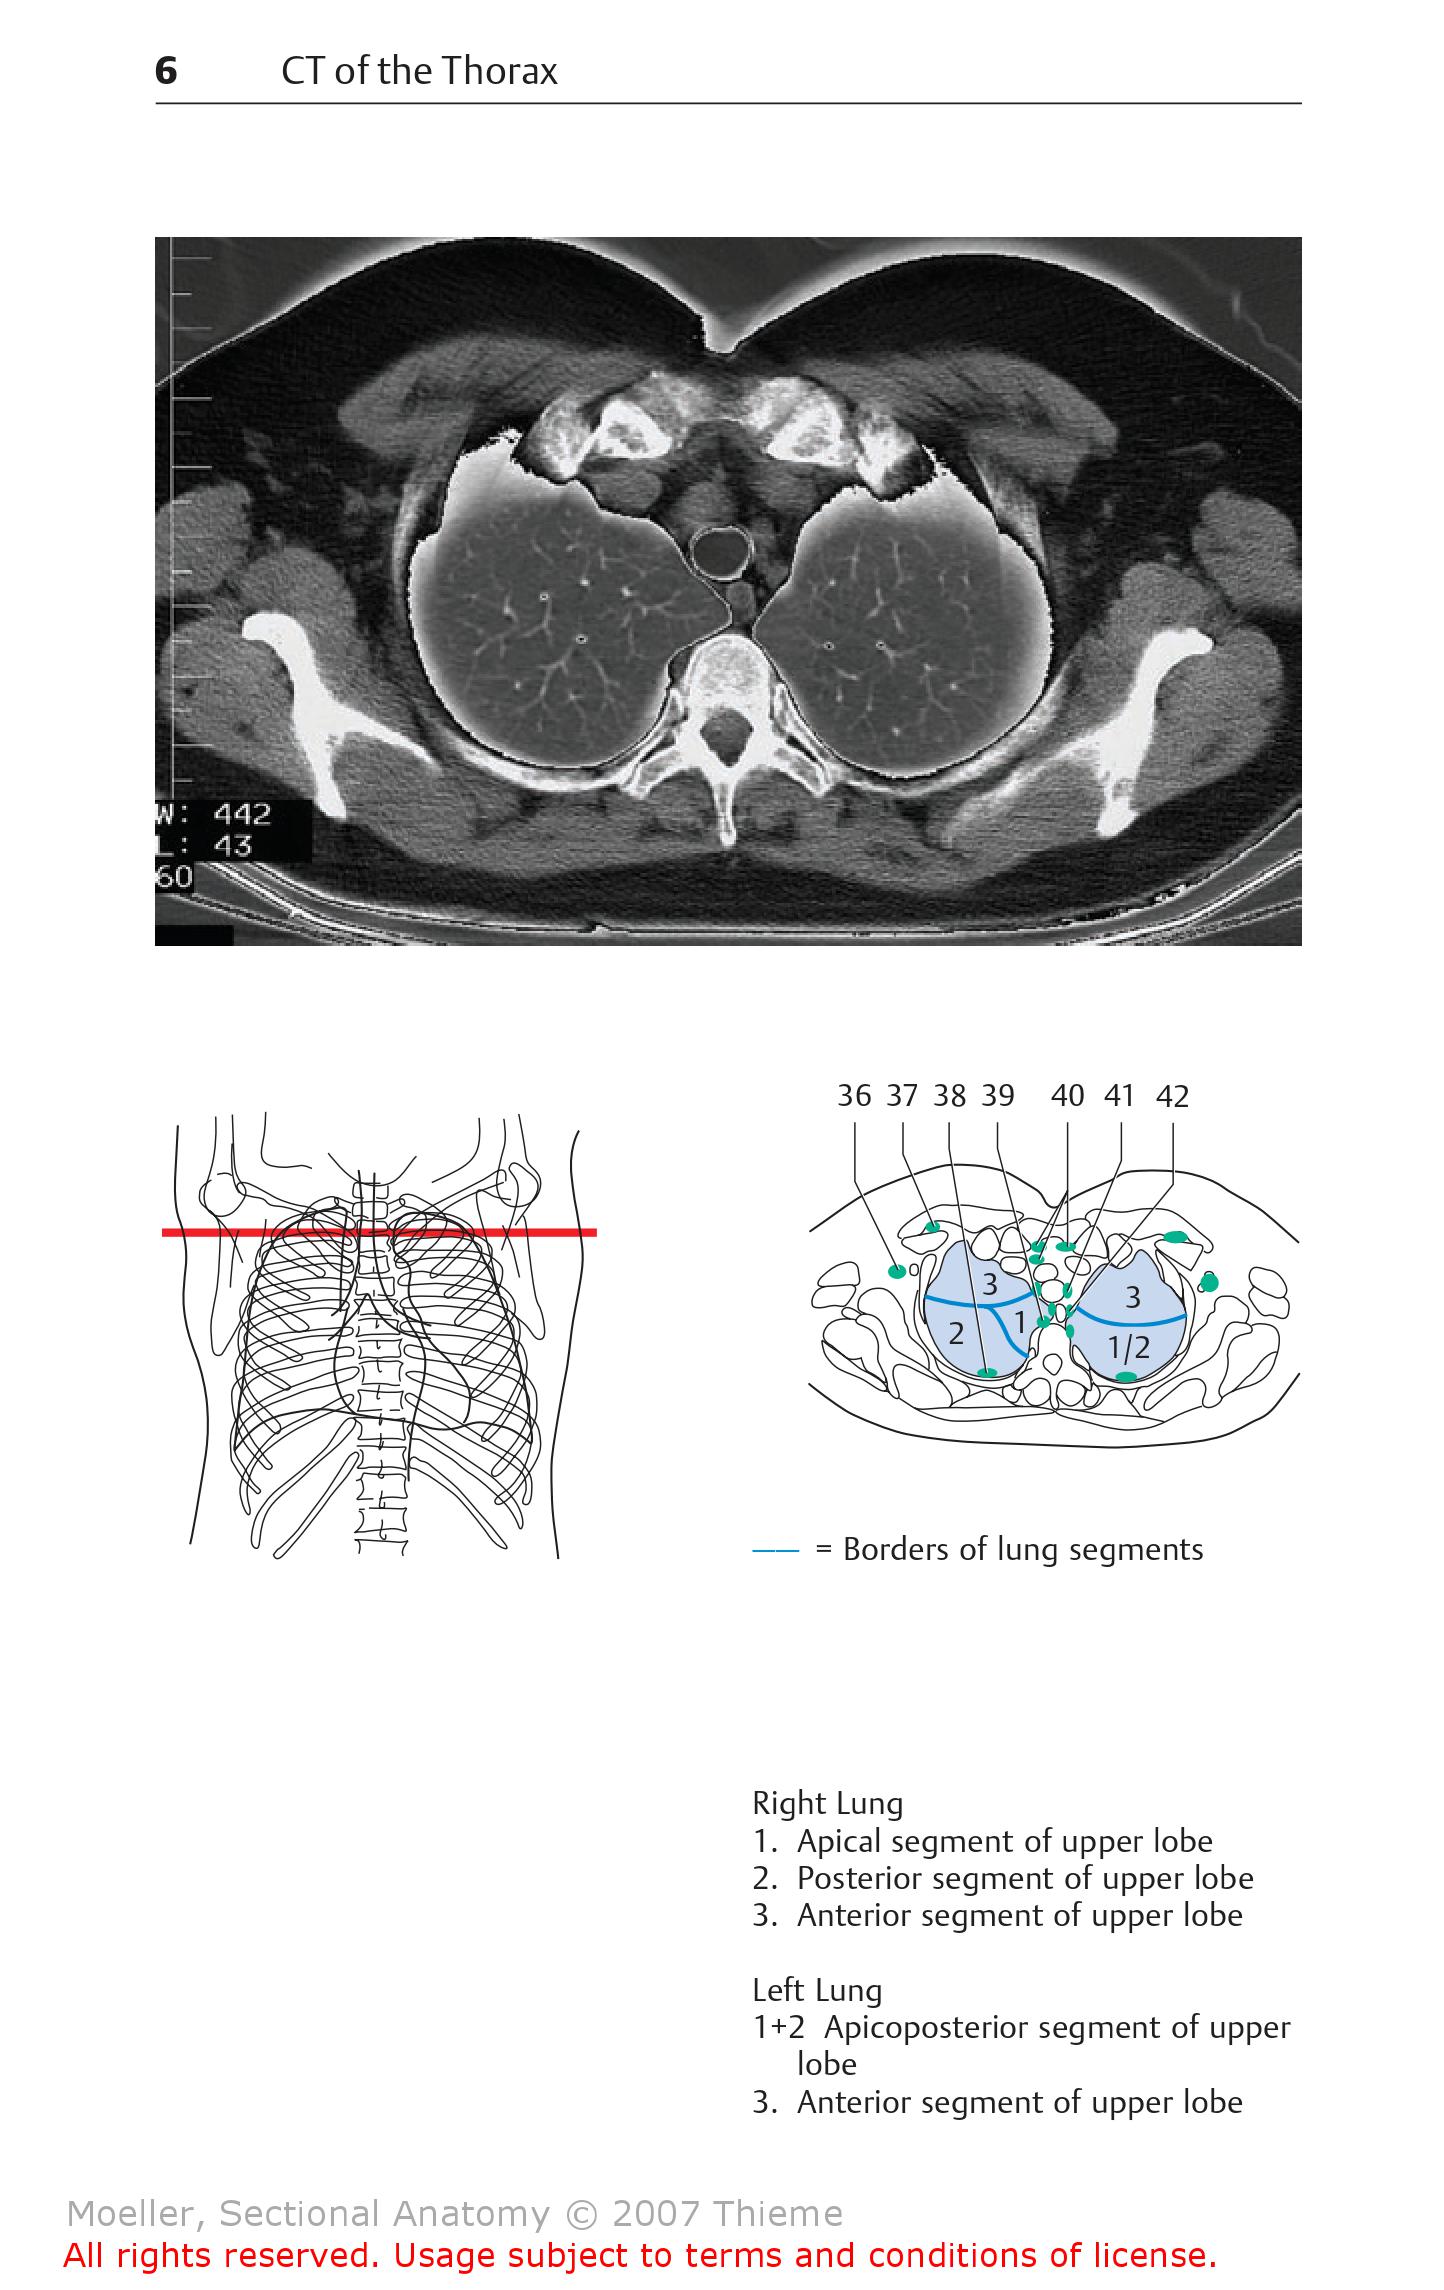 6 CT of the Thorax
W: 442
L: 43
60
36 37 38 39 40 41 42
3
3
1
2
1/2
= Borders of lung segments
Right Lung
1. Apical segment of upper lobe
2. Posterior segment of upper lobe
3. Anterior segment of upper lobe
Left Lung
1+2 Apicoposterior segment of upper
lobe
3. Anterior segment of upper lobe
Moeller, Sectional Anatomy © 2007 Thieme
All rights reserved. Usage subject to terms and conditions of license.